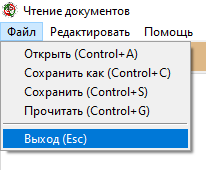 Чтение документов
Файл Редактировать Помощь
Открыть (Control+A)
Сохранить как (Control+C)
Сохранить (Control+S)
Прочитать (Control+G)
Выход (Esc)